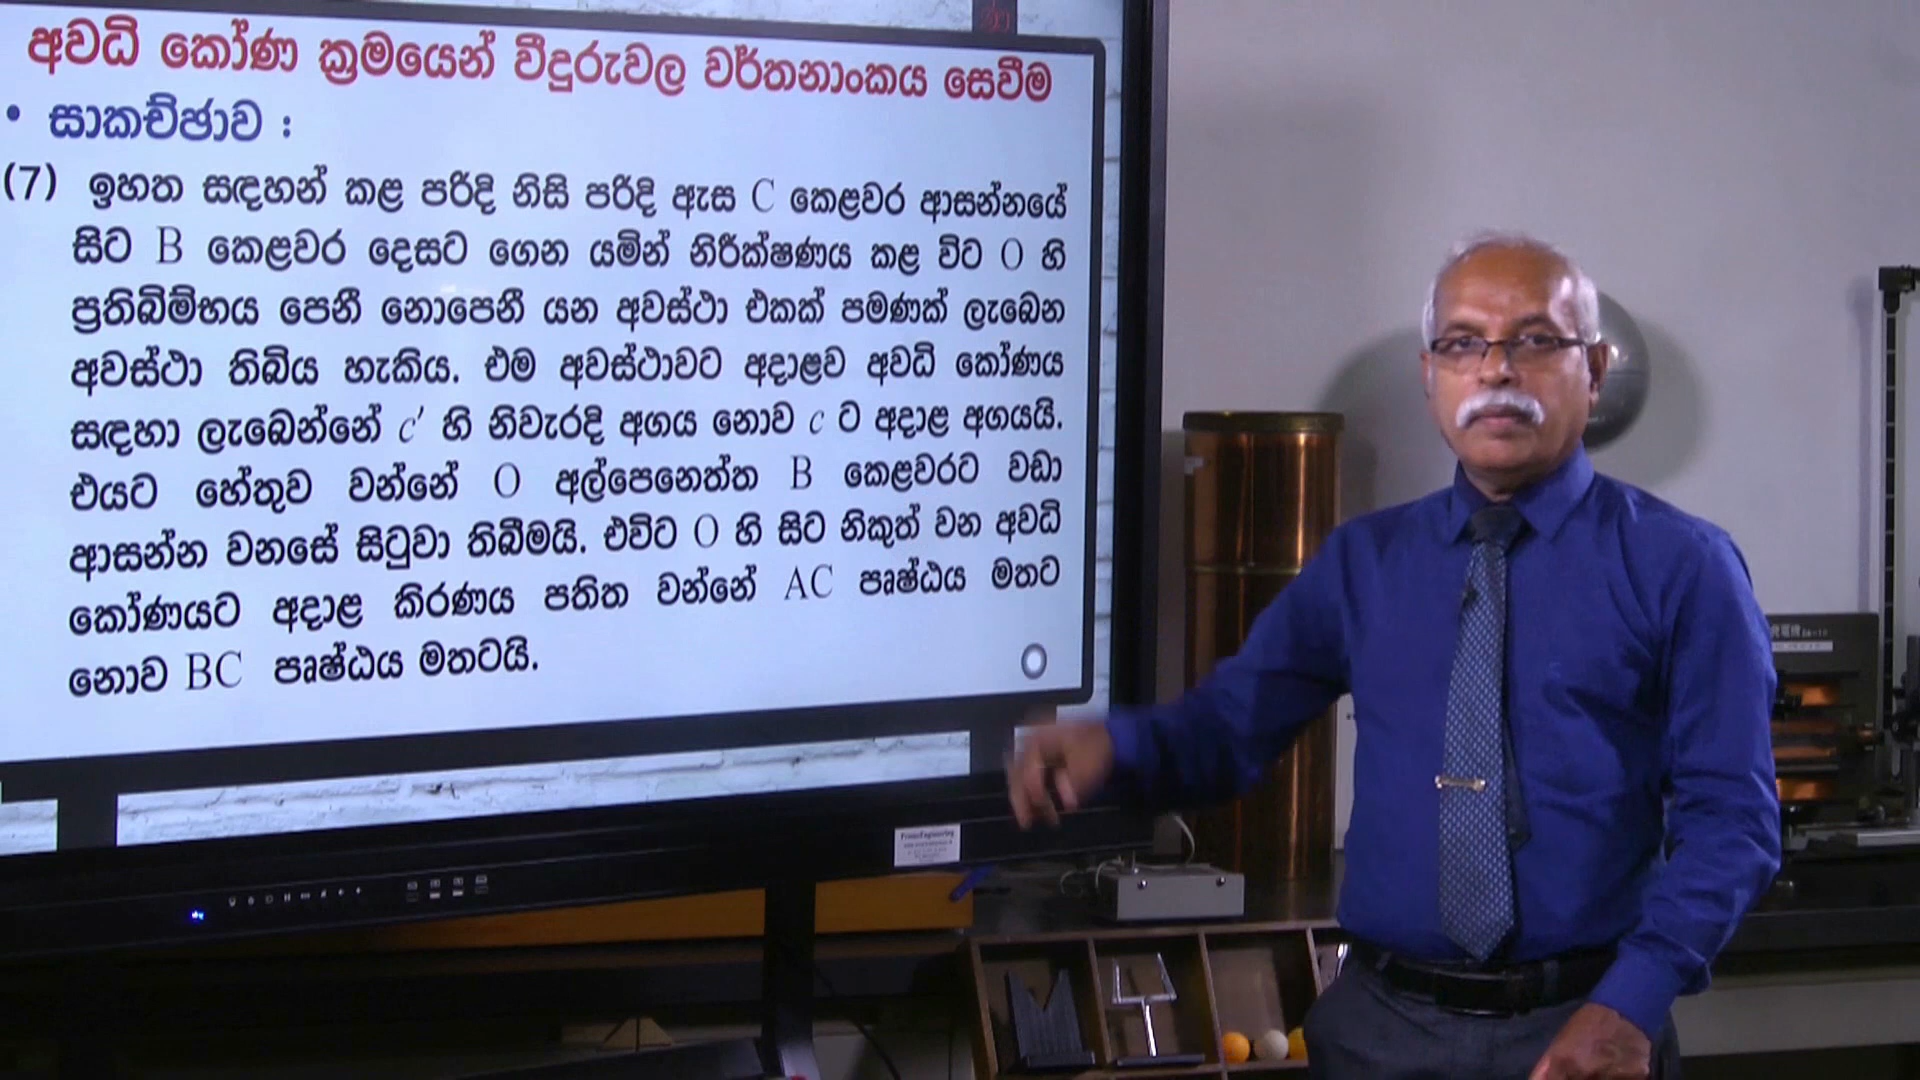 අවධි කෝණ ක්‍රමයෙන් වීදුරුවල වර්තනාංකය සෙවීම
• සාකච්ඡාව :
(7) ඉහත සඳහන් කළ පරිදි නිසි පරිදි ඇස C කෙළවර ආසන්නයේ
සිට B කෙළවර දෙසට ගෙන යමින් නිරීක්ෂණය කළ විට O හි
ප්‍රතිබිම්භය පෙනී නොපෙනී යන අවස්ථා එකක් පමණක් ලැබෙන
අවස්ථා තිබිය හැකිය. එම අවස්ථාවට අදාළව අවධි කෝණය
සඳහා ලැබෙන්නේ c′ හි නිවැරදි අගය නොව c ට අදාළ අගයයි.
එයට හේතුව වන්නේ O අල්පෙනෙත්ත B කෙළවරට වඩා
ආසන්න වනසේ සිටුවා තිබීමයි. එවිට O හි සිට නිකුත් වන අවධි
කෝණයට අදාළ කිරණය පතිත වන්නේ AC පෘෂ්ඨය මතට
නොව BC පෘෂ්ඨය මතටයි.